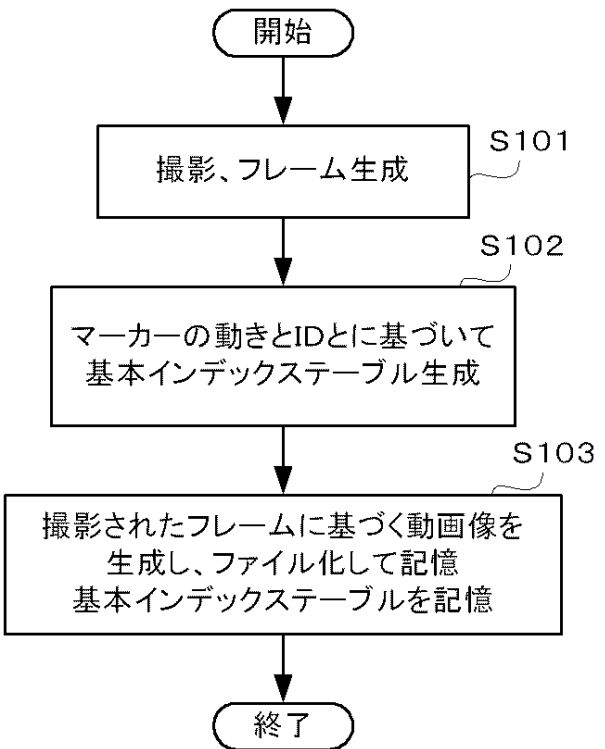 開始
S101
撮影、フレーム生成
S102
マーカーの動きとIDとに基づいて
基本インデックステーブル生成
S103
撮影されたフレームに基づく動画像を
生成し、ファイル化して記憶
基本インデックステーブルを記憶
終了